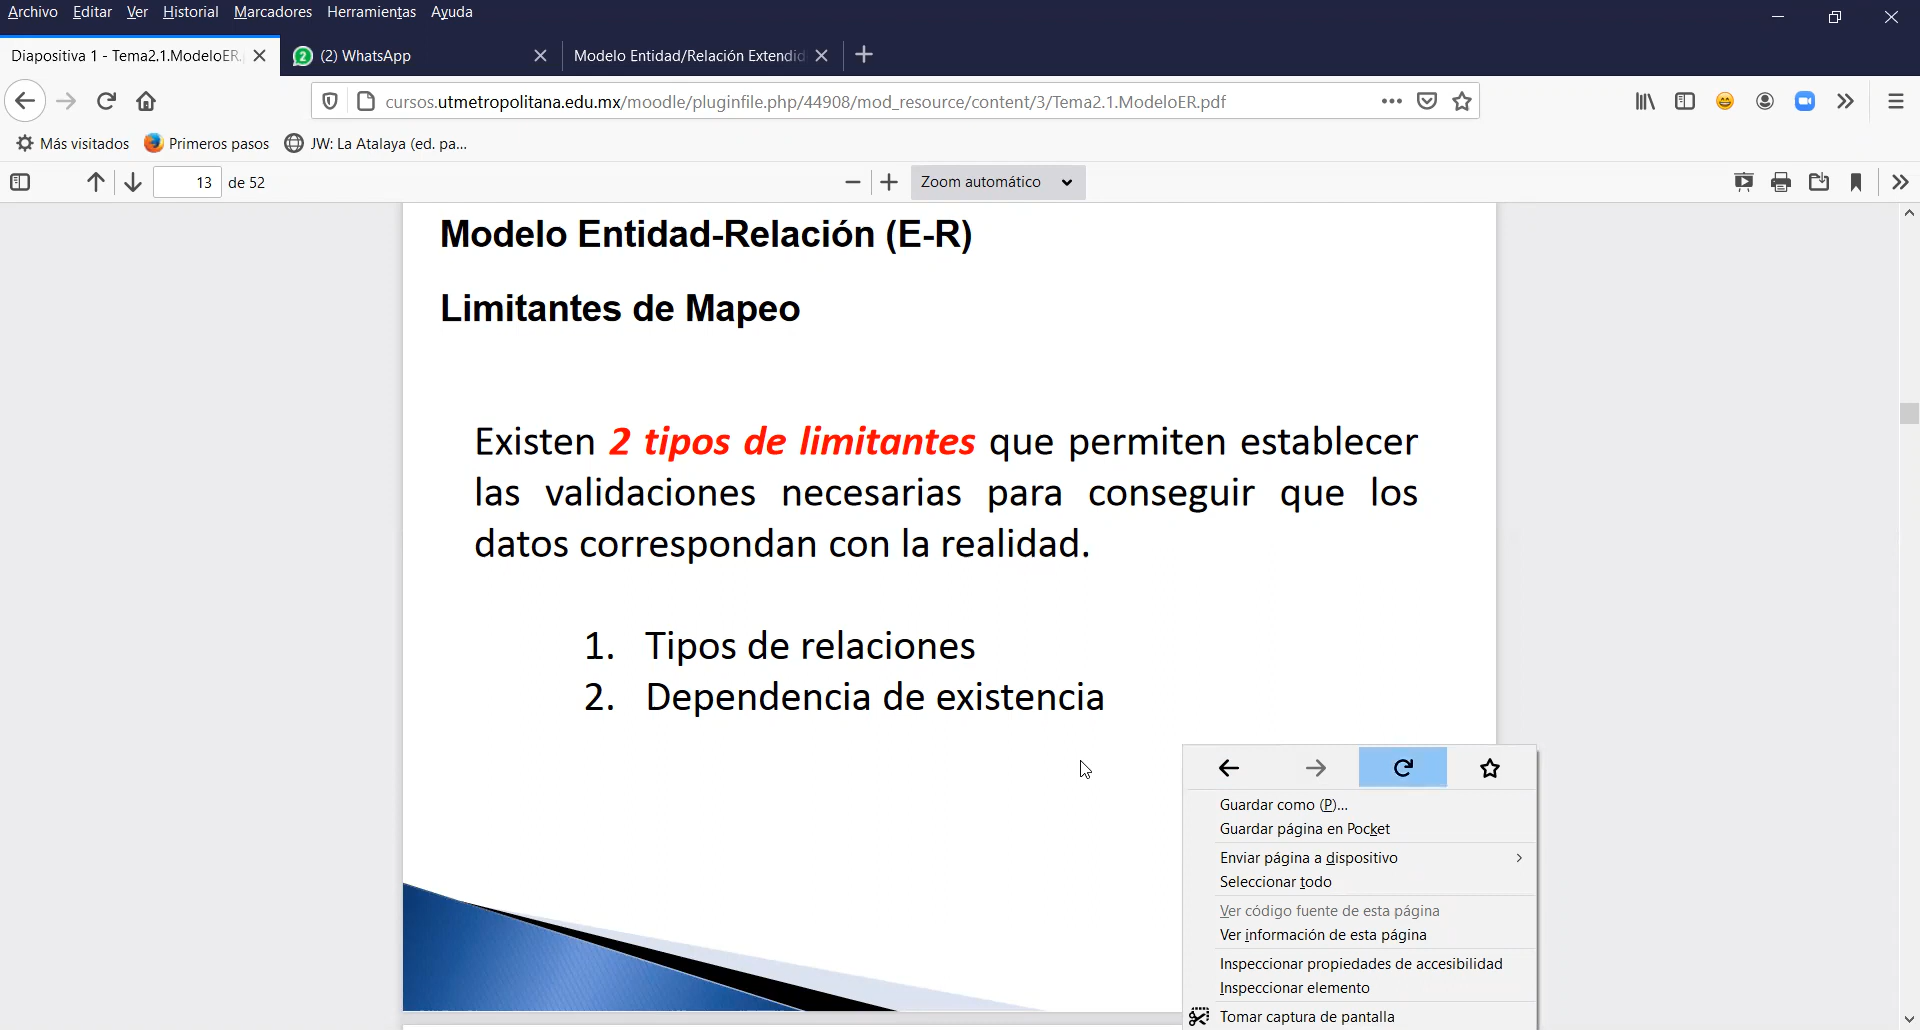 Archivo Editar Ver Historial Marcadores Herramientas Ayuda
Diapositiva 1 - Tema2.1.ModeloER. (2) WhatsApp Modelo Entidad/Relación Extendid
cursos.utmetropolitana.edu.mx/moodle/pluginfile.php/44908/mod_resource/content/3/Tema2.1.ModeloER.pdf
Más visitados Primeros pasos JW: La Atalaya (ed. pa...
13 de 52 Zoom automático
Modelo Entidad-Relación (E-R)
Limitantes de Mapeo
Existen 2 tipos de limitantes que permiten establecer
las validaciones necesarias para conseguir que los
datos correspondan con la realidad.
1. Tipos de relaciones
2. Dependencia de existencia
Guardar como (P)...
Guardar página en Pocket
Enviar página a dispositivo
Seleccionar todo
Ver código fuente de esta página
Ver información de esta página
Inspeccionar propiedades de accesibilidad
Inspeccionar elemento
Tomar captura de pantalla